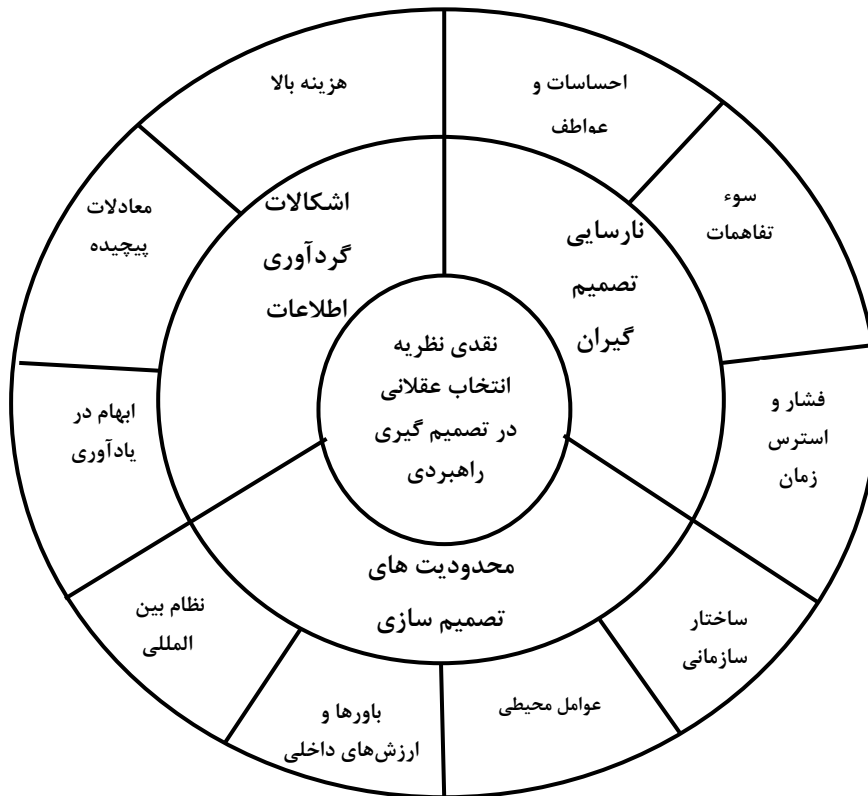 هزینه بالا
احساسات و
عواطف
سوء
تفاهمات
معادلات
پیچیده
اشکالات
گردآوری
اطلاعات
نارسایی
تصمیم
گیران
نقدی نظریه
انتخاب عقلانی
در تصمیم گیری
راهبردی
ابهام در
یادآوری
فشار و
استرس
زمان
محدودیت های
تصمیم سازی
نظام بین
المللی
ساختار
سازمانی
باورها و
ارزش‌های داخلی
عوامل محیطی